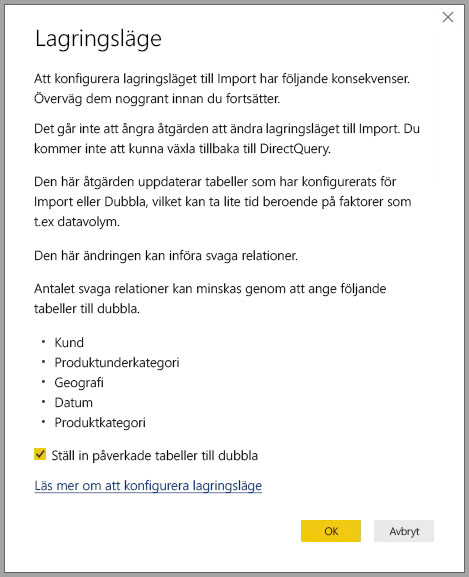 Lagringsläge
Att konfigurera lagringsläget till Import har följande konsekvenser.
Överväg dem noggrant innan du fortsätter.
Det går inte att ångra åtgärden att ändra lagringsläget till Import. Du
kommer inte att kunna växla tillbaka till DirectQuery.
Den här åtgärden uppdaterar tabeller som har konfigurerats för
Import eller Dubbla, vilket kan ta lite tid beroende på faktorer som
t.ex datavolym.
Den här ändringen kan införa svaga relationer.
Antalet svaga relationer kan minskas genom att ange följande
tabeller till dubbla.
• Kund
• Produktunderkategori
• Geografi
• Datum
• Produktkategori
Ställ in påverkade tabeller till dubbla
Läs mer om att konfigurera lagringsläge
OK Avbryt